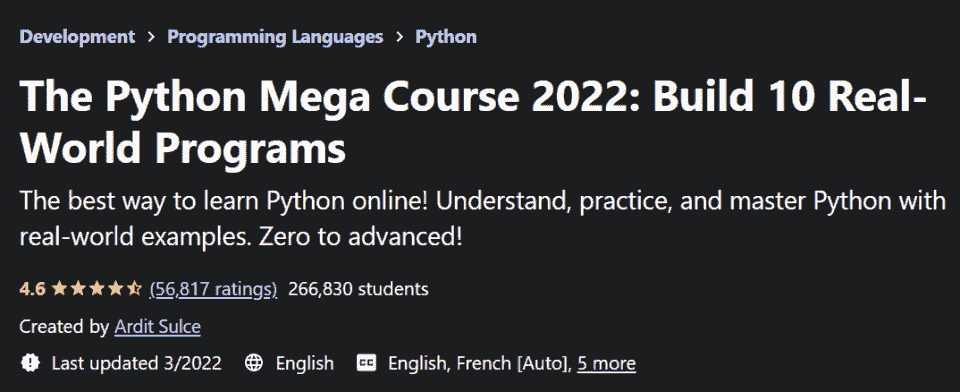 Development > Programming Languages > Python
The Python Mega Course 2022: Build 10 Real-
World Programs
The best way to learn Python online! Understand, practice, and master Python with
real-world examples. Zero to advanced!
4.6 ★★★★⯪ (56,817 ratings) 266,830 students
Created by Ardit Sulce
Last updated 3/2022 English CC English, French [Auto], 5 more